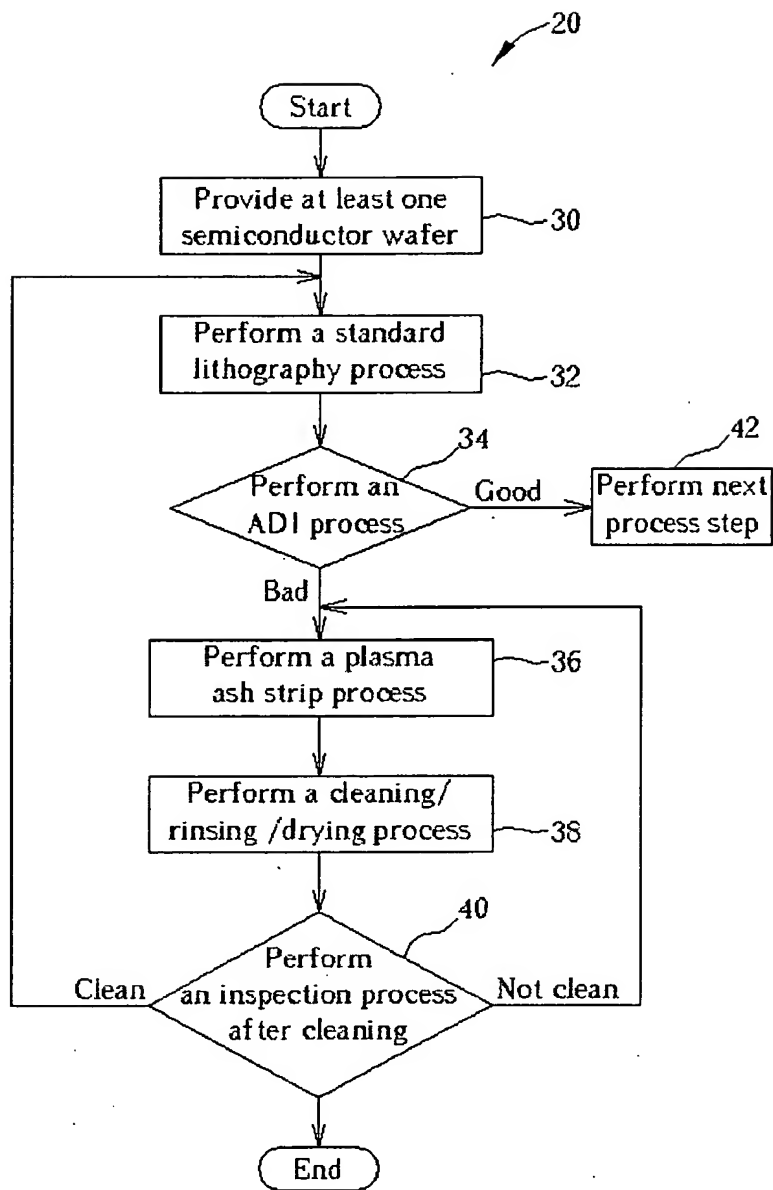 20
Start
Provide at least one
semiconductor wafer
30
Perform a standard
lithography process
32
34
42
Perform an
ADI process
Good
Perform next
process step
Bad
Perform a plasma
ash strip process
36
Perform a cleaning/
rinsing /drying process
38
40
Perform
an inspection process
after cleaning
Clean
Not clean
End